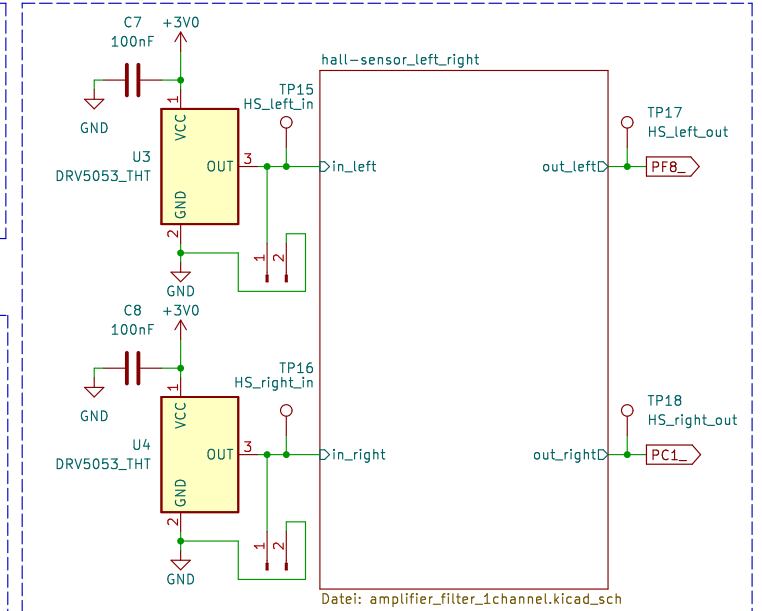 C7
+3V0
100nF
GND
1
VCC
U3
DRV5053_THT
OUT
3
GND
2
GND
TP15
HS_left_in
1
2
hall-sensor_left_right
in_left
out_left
TP17
HS_left_out
PF8_
C8
+3V0
100nF
GND
1
VCC
U4
DRV5053_THT
OUT
3
GND
2
GND
TP16
HS_right_in
1
2
in_right
out_right
TP18
HS_right_out
PC1_
Datei: amplifier_filter_1channel.kicad_sch